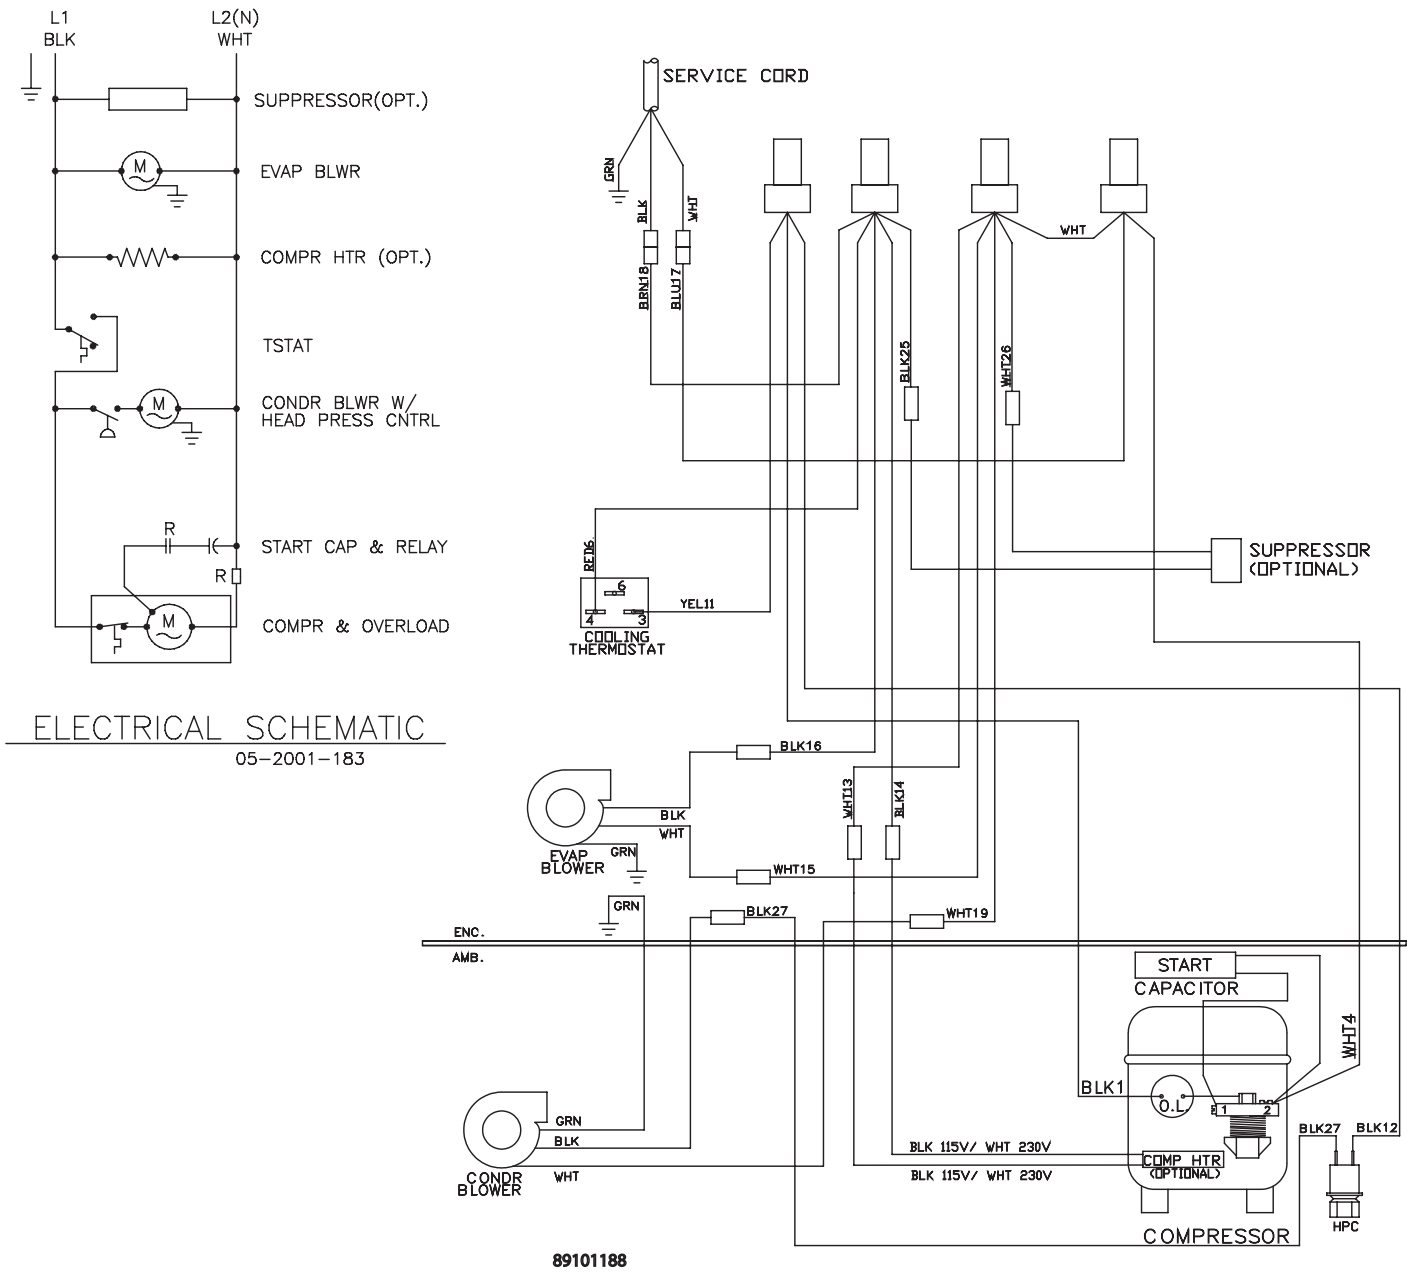 L1
BLK
L2(N)
WHT
SUPPRESSOR(OPT.)
EVAP BLWR
M
COMPR HTR (OPT.)
TSTAT
CONDR BLWR W/
HEAD PRESS CNTRL
M
R
START CAP & RELAY
R
M
COMPR & OVERLOAD
ELECTRICAL SCHEMATIC
05-2001-183
SERVICE CORD
GRN
BLK
WHT
BRN18
BLU17
WHT
BLK25
WHT26
SUPPRESSOR
(OPTIONAL)
RED6
6
4
3
YEL11
COOLING
THERMOSTAT
BLK16
BLK
WHT
GRN
EVAP
BLOWER
WHT13
BLK14
WHT15
GRN
BLK27
WHT19
ENC.
AMB.
START
CAPACITOR
WHT4
BLK1
O.L.
1
2
BLK27
BLK12
GRN
BLK
WHT
CONDR
BLOWER
BLK 115V/ WHT 230V
BLK 115V/ WHT 230V
COMP HTR
(OPTIONAL)
HPC
COMPRESSOR
89101188